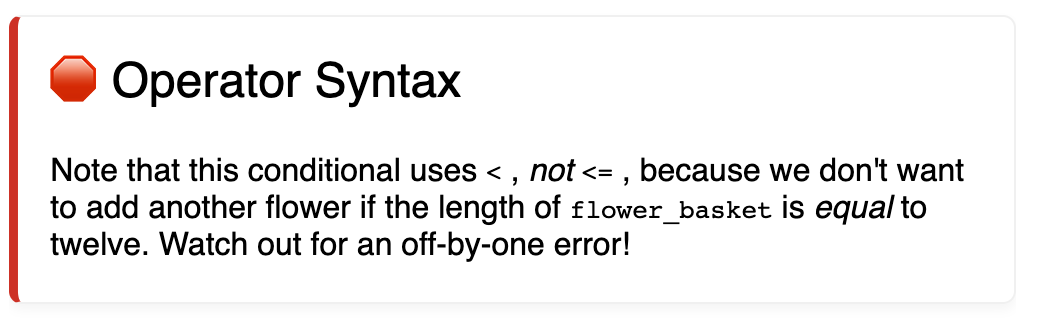 Operator Syntax
Note that this conditional uses < , not <= , because we don't want
to add another flower if the length of flower_basket is equal to
twelve. Watch out for an off-by-one error!